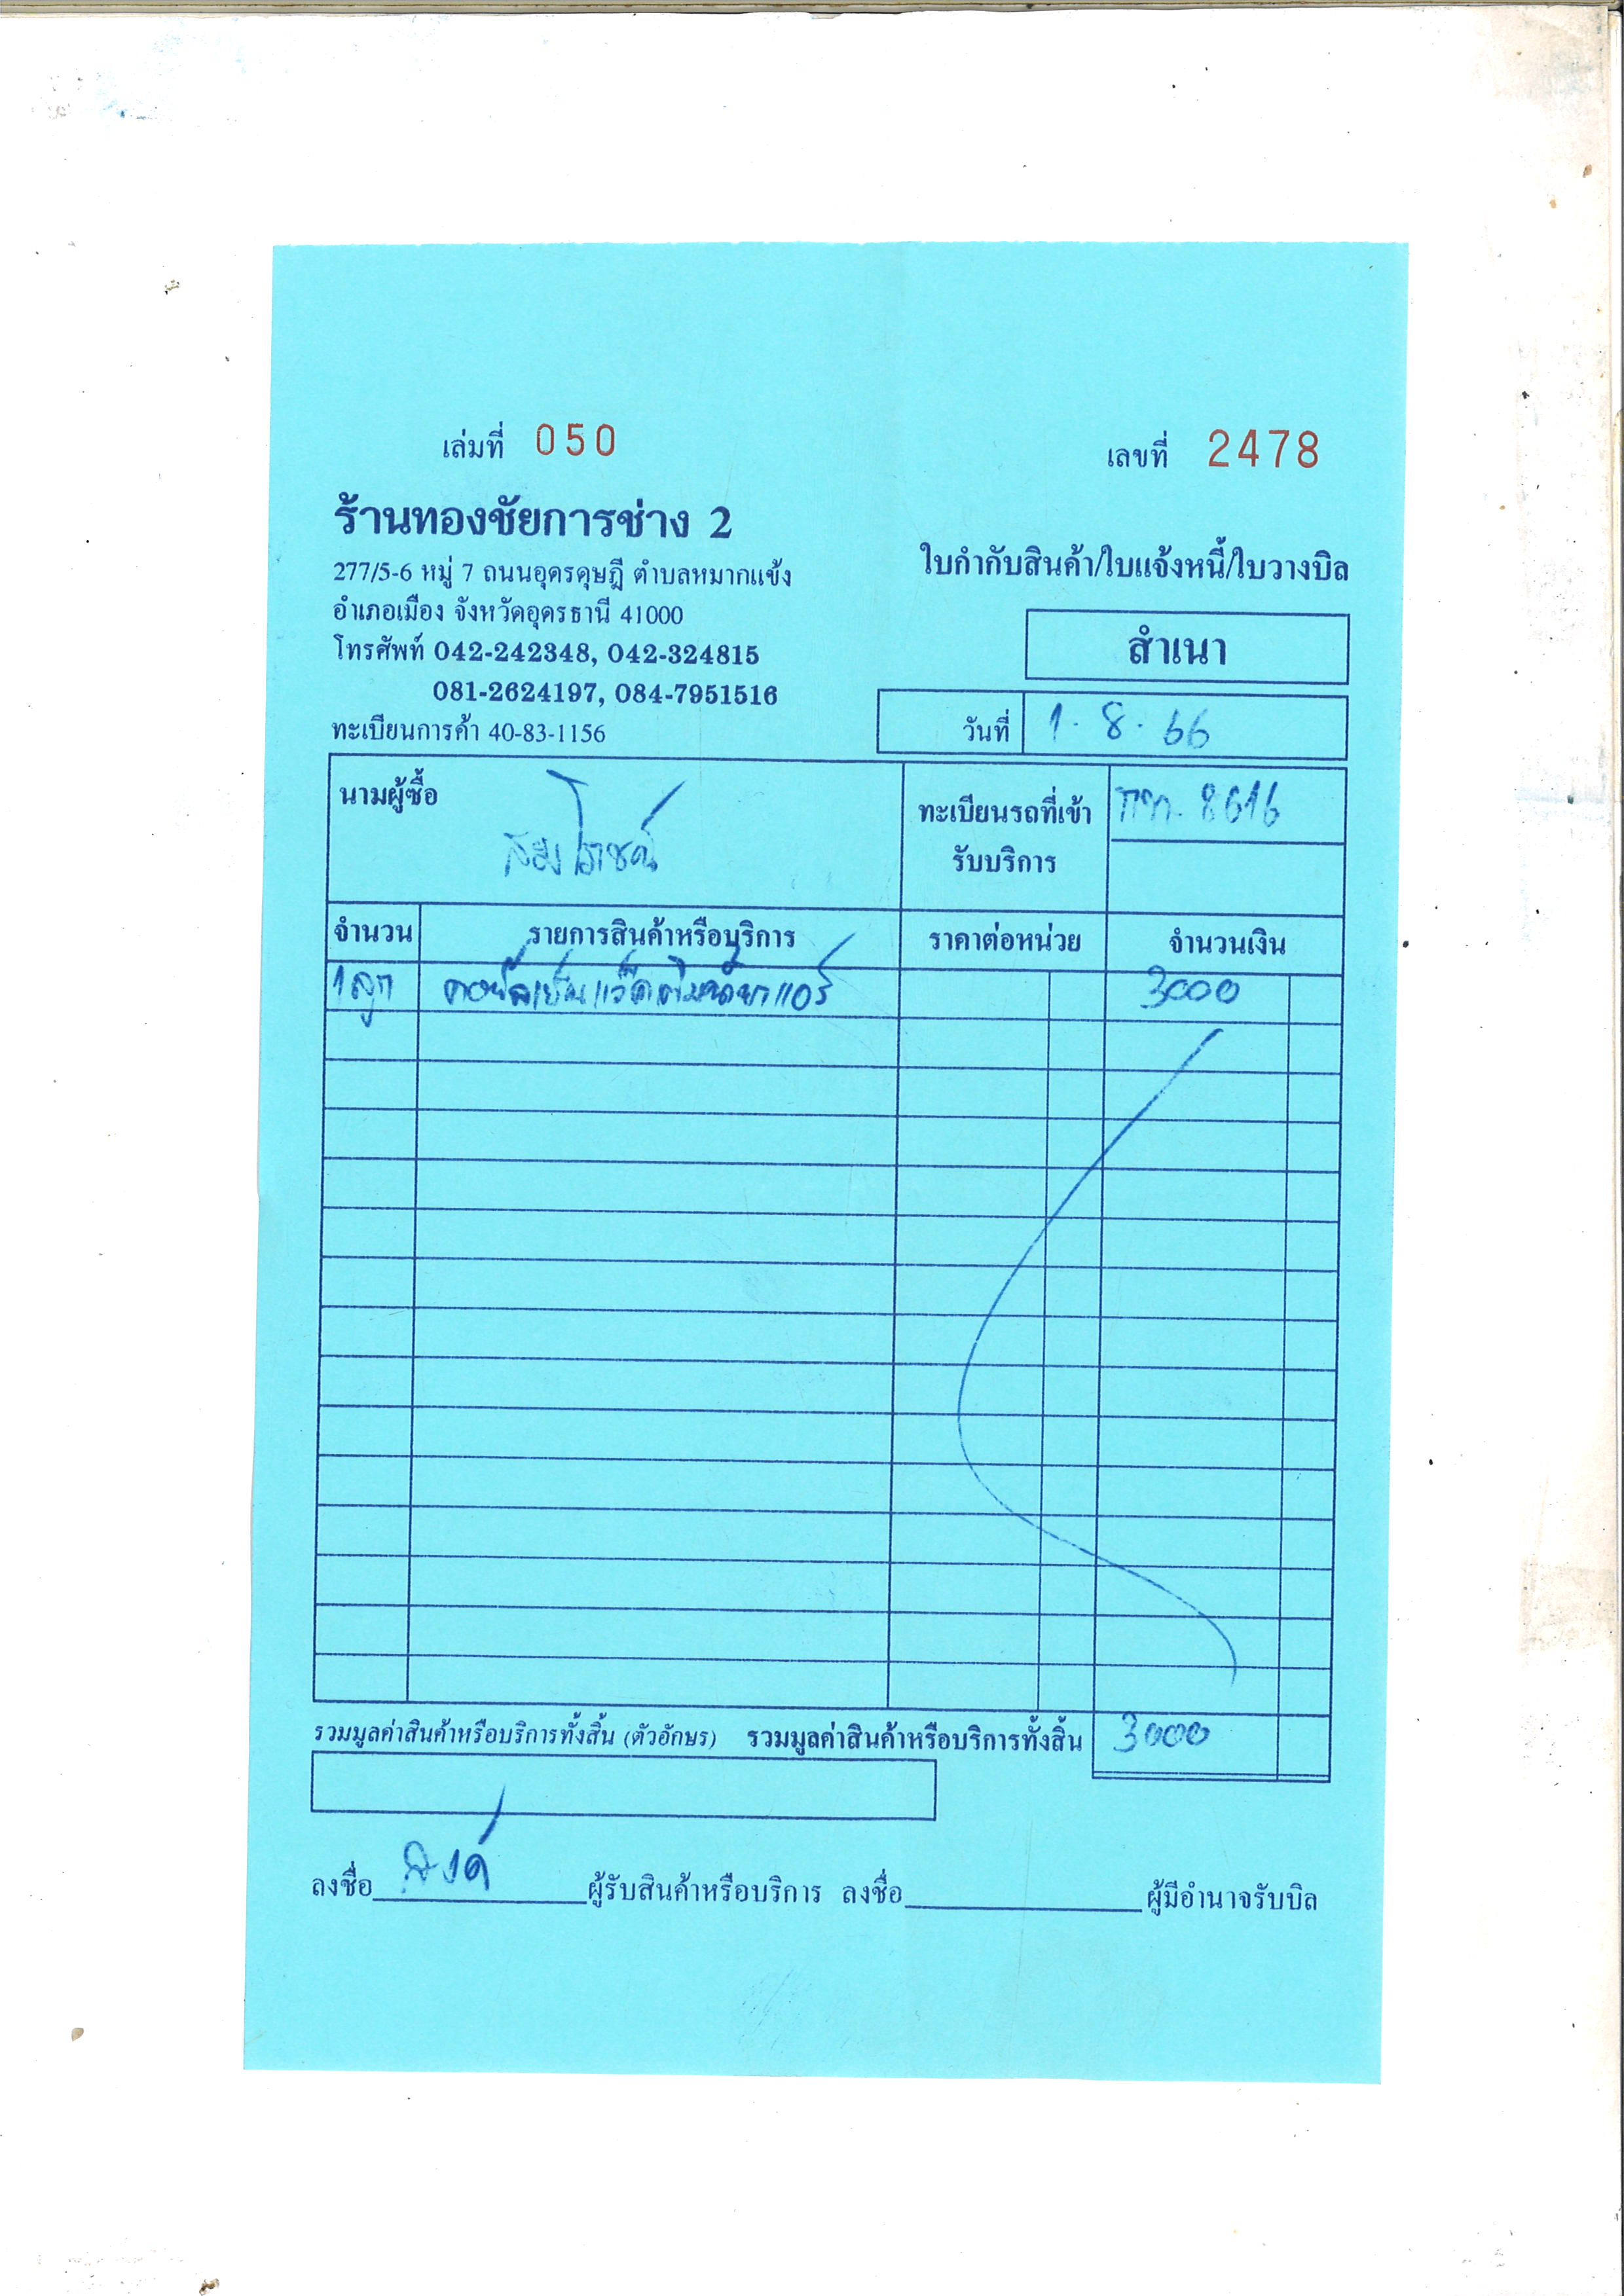 เล่มที่ 050
เลขที่ 2478
ร้านทองชัยการช่าง 2
277/5-6 หมู่ 7 ถนนอุดรดุษฎี ตำบลหมากแข้ง
อำเภอเมือง จังหวัดอุดรธานี 41000
โทรศัพท์ 042-242348, 042-324815
081-2624197, 084-7951516
ทะเบียนการค้า 40-83-1156
ใบกำกับสินค้า/ใบแจ้งหนี้/ใบวางบิล
สำเนา
วันที่ 1. 8. 66
นามผู้ซื้อ
ทะเบียนรถที่เข้า
รับบริการ
8616
จำนวน รายการสินค้าหรือบริการ ราคาต่อหน่วย จำนวนเงิน
1 ลูก คอยล์เย็น น้ำยาแอร์ 3000
รวมมูลค่าสินค้าหรือบริการทั้งสิ้น (ตัวอักษร) รวมมูลค่าสินค้าหรือบริการทั้งสิ้น 3000
ลงชื่อ ผู้รับสินค้าหรือบริการ ลงชื่อ ผู้มีอำนาจรับบิล